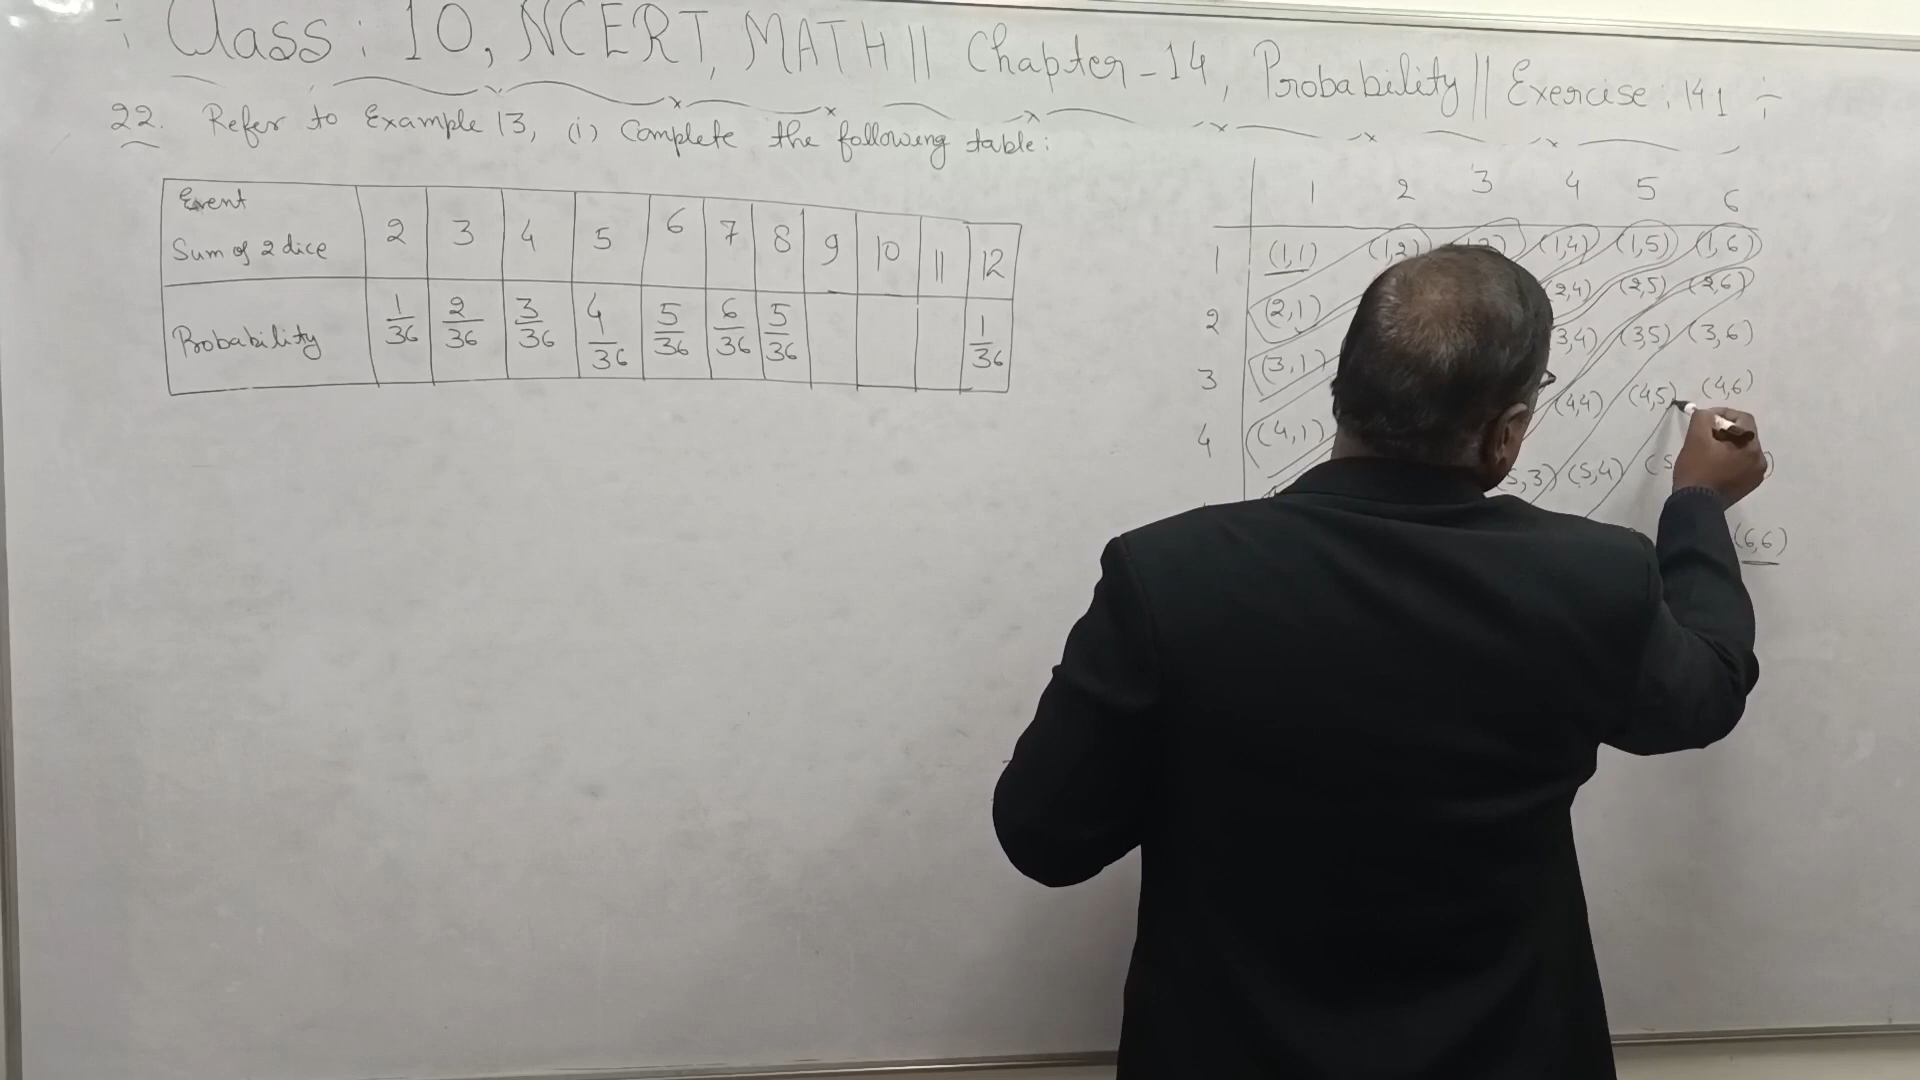 ÷ Class : 10, NCERT, MATH || Chapter - 14, Probability || Exercise : 14.1 ÷
22. Refer to Example 13, (i) Complete the following table :
Event
Sum of 2 dice 2 3 4 5 6 7 8 9 10 11 12
Probability 1/36 2/36 3/36 4/36 5/36 6/36 5/36 1/36
1 2 3 4 5 6
1 (1,1) (1,2) (1,4) (1,5) (1,6)
2 (2,1) (2,4) (2,5) (2,6)
3 (3,1) (3,4) (3,5) (3,6)
4 (4,1) (4,4) (4,5) (4,6)
(5,3) (5,4) (5
(6,6)